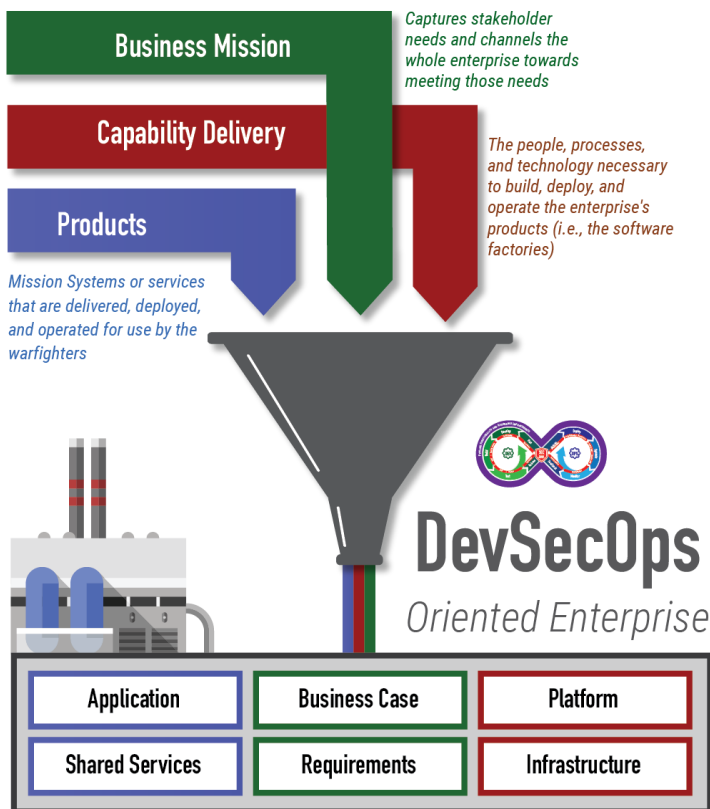 Business Mission
Captures stakeholder
needs and channels the
whole enterprise towards
meeting those needs
Capability Delivery
The people, processes,
and technology necessary
to build, deploy, and
operate the enterprise's
products (i.e., the software
factories)
Products
Mission Systems or services
that are delivered, deployed,
and operated for use by the
warfighters
DevSecOps
Oriented Enterprise
Application
Business Case
Platform
Shared Services
Requirements
Infrastructure